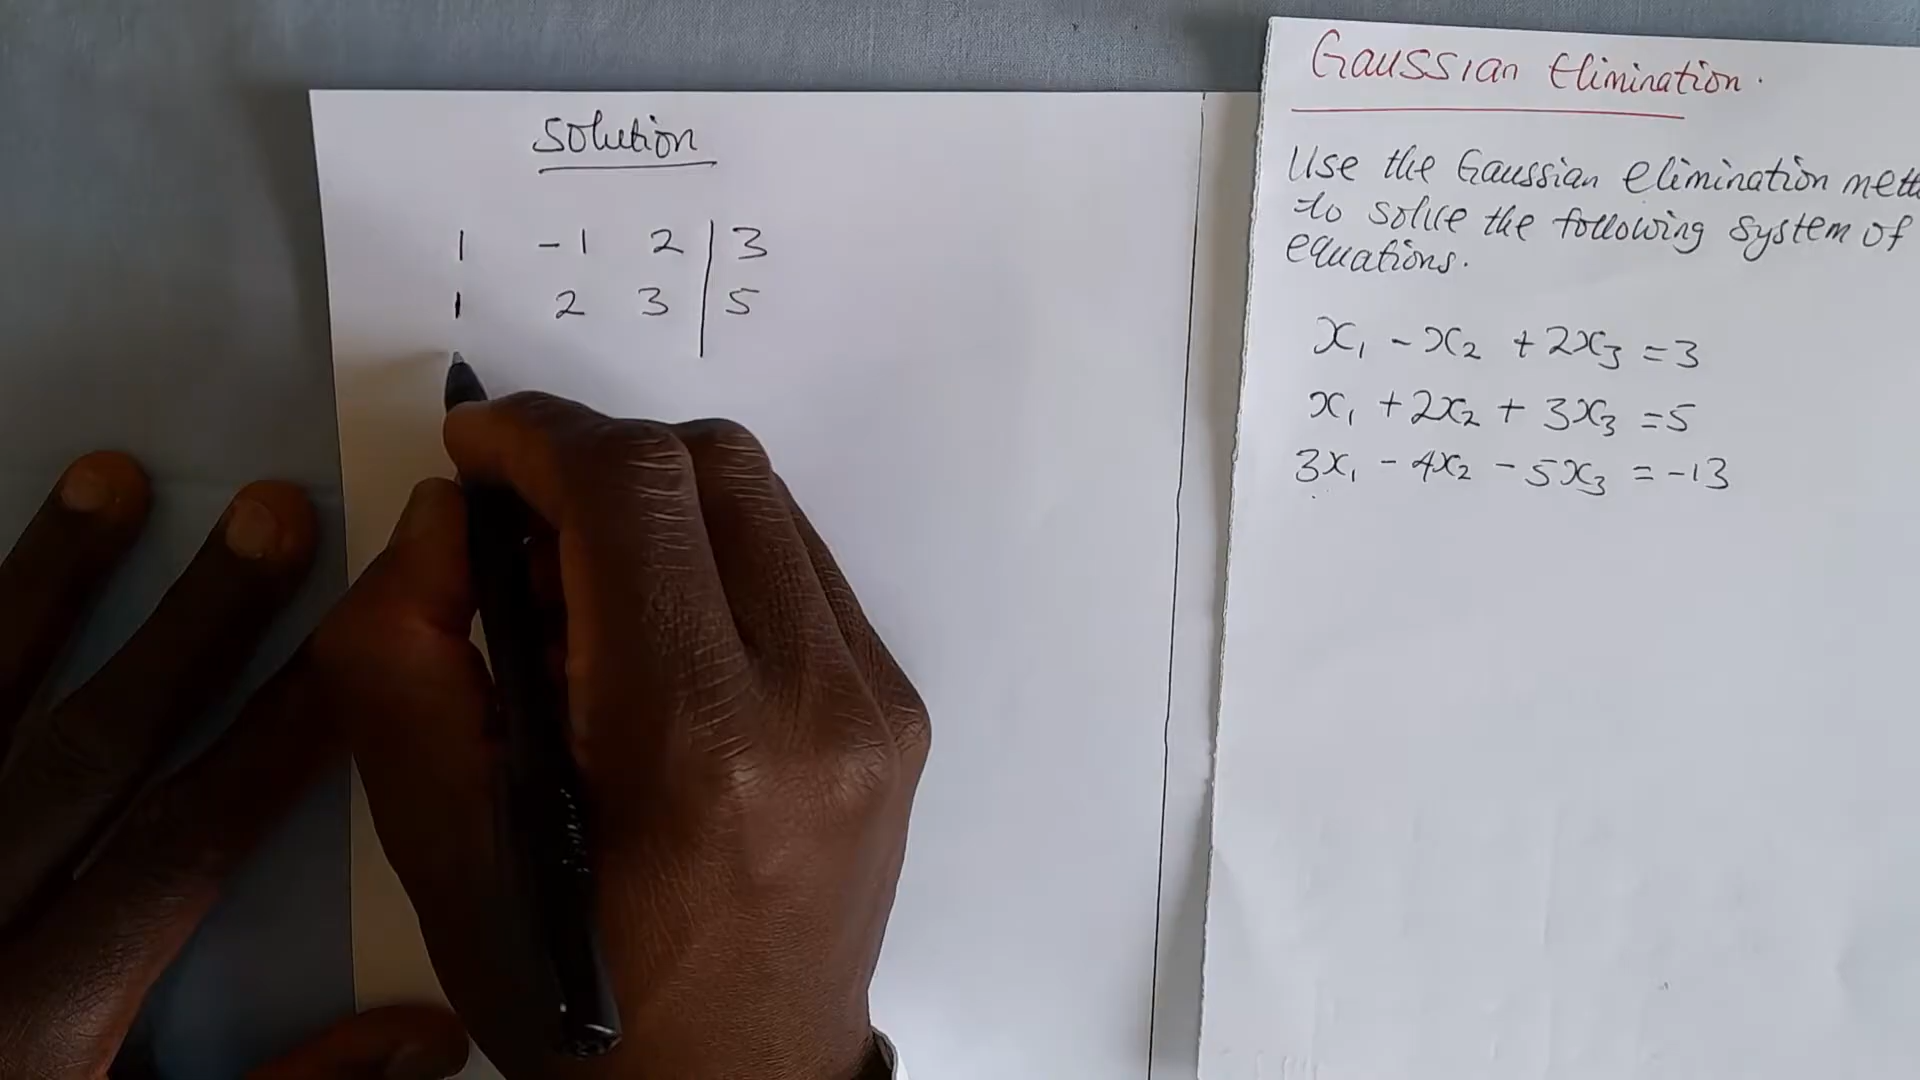 Solution
1 -1 2 | 3
1 2 3 | 5
Gaussian Elimination.
Use the Gaussian elimination
to solve the following system of
equations.
x₁ - x₂ + 2x₃ = 3
x₁ + 2x₂ + 3x₃ = 5
3x₁ - 4x₂ - 5x₃ = -13